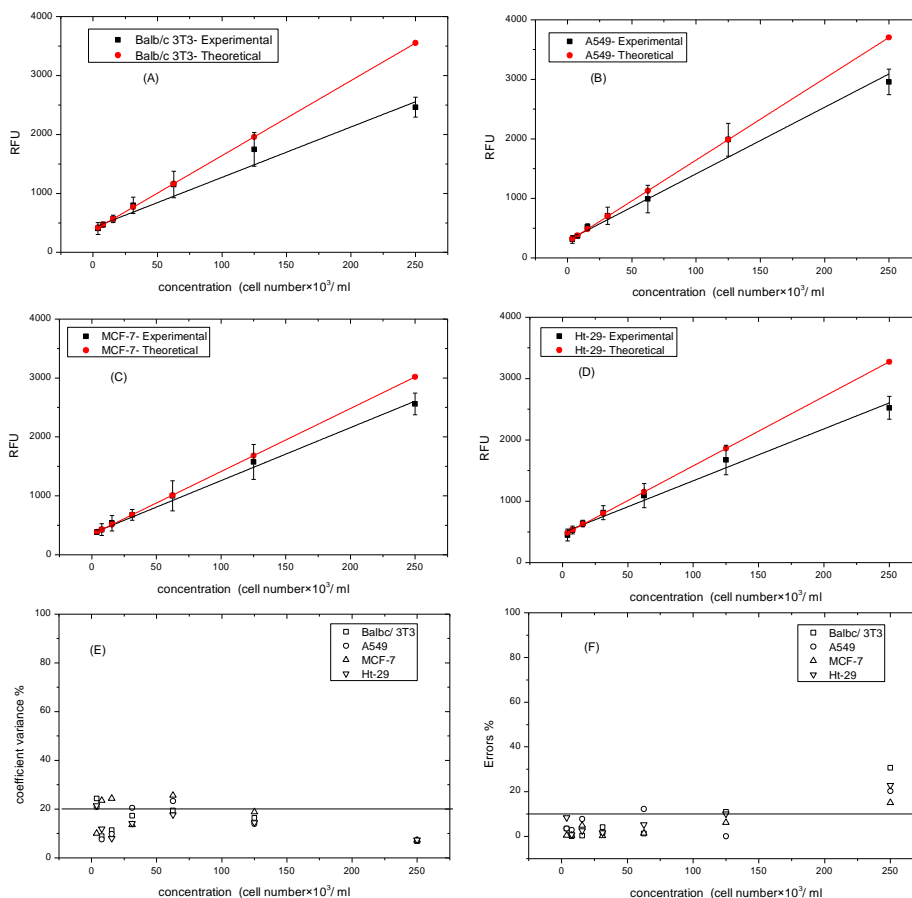 4000
3000
2000
1000
0
RFU
Balb/c 3T3- Experimental
Balb/c 3T3- Theoretical
(A)
0 50 100 150 200 250
concentration (cell number×10³/ ml
4000
3000
2000
1000
0
RFU
A549- Experimental
A549- Theoretical
(B)
0 50 100 150 200 250
concentration (cell number×10³/ ml
4000
3000
2000
1000
0
RFU
MCF-7- Experimental
MCF-7- Theoretical
(C)
0 50 100 150 200 250
concentration (cell number×10³/ ml
4000
3000
2000
1000
0
RFU
Ht-29- Experimental
Ht-29- Theoretical
(D)
0 50 100 150 200 250
concentration (cell number×10³/ ml
100
80
60
40
20
0
coefficient variance %
(E)
Balbc/ 3T3
A549
MCF-7
Ht-29
0 50 100 150 200 250
concentration (cell number×10³/ ml
100
80
60
40
20
0
Errors %
(F)
Balbc/ 3T3
A549
MCF-7
Ht-29
0 50 100 150 200 250
concentration (cell number×10³/ ml